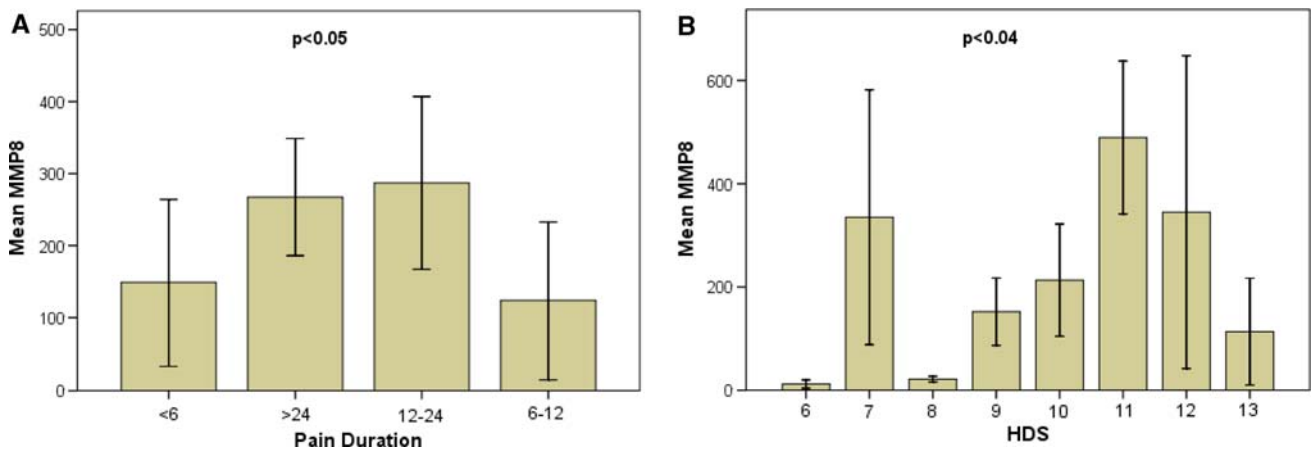 A
p<0.05
Mean MMP8
500
400
300
200
100
0
<6 >24 12-24 6-12
Pain Duration
B
p<0.04
Mean MMP8
600
400
200
0
6 7 8 9 10 11 12 13
HDS